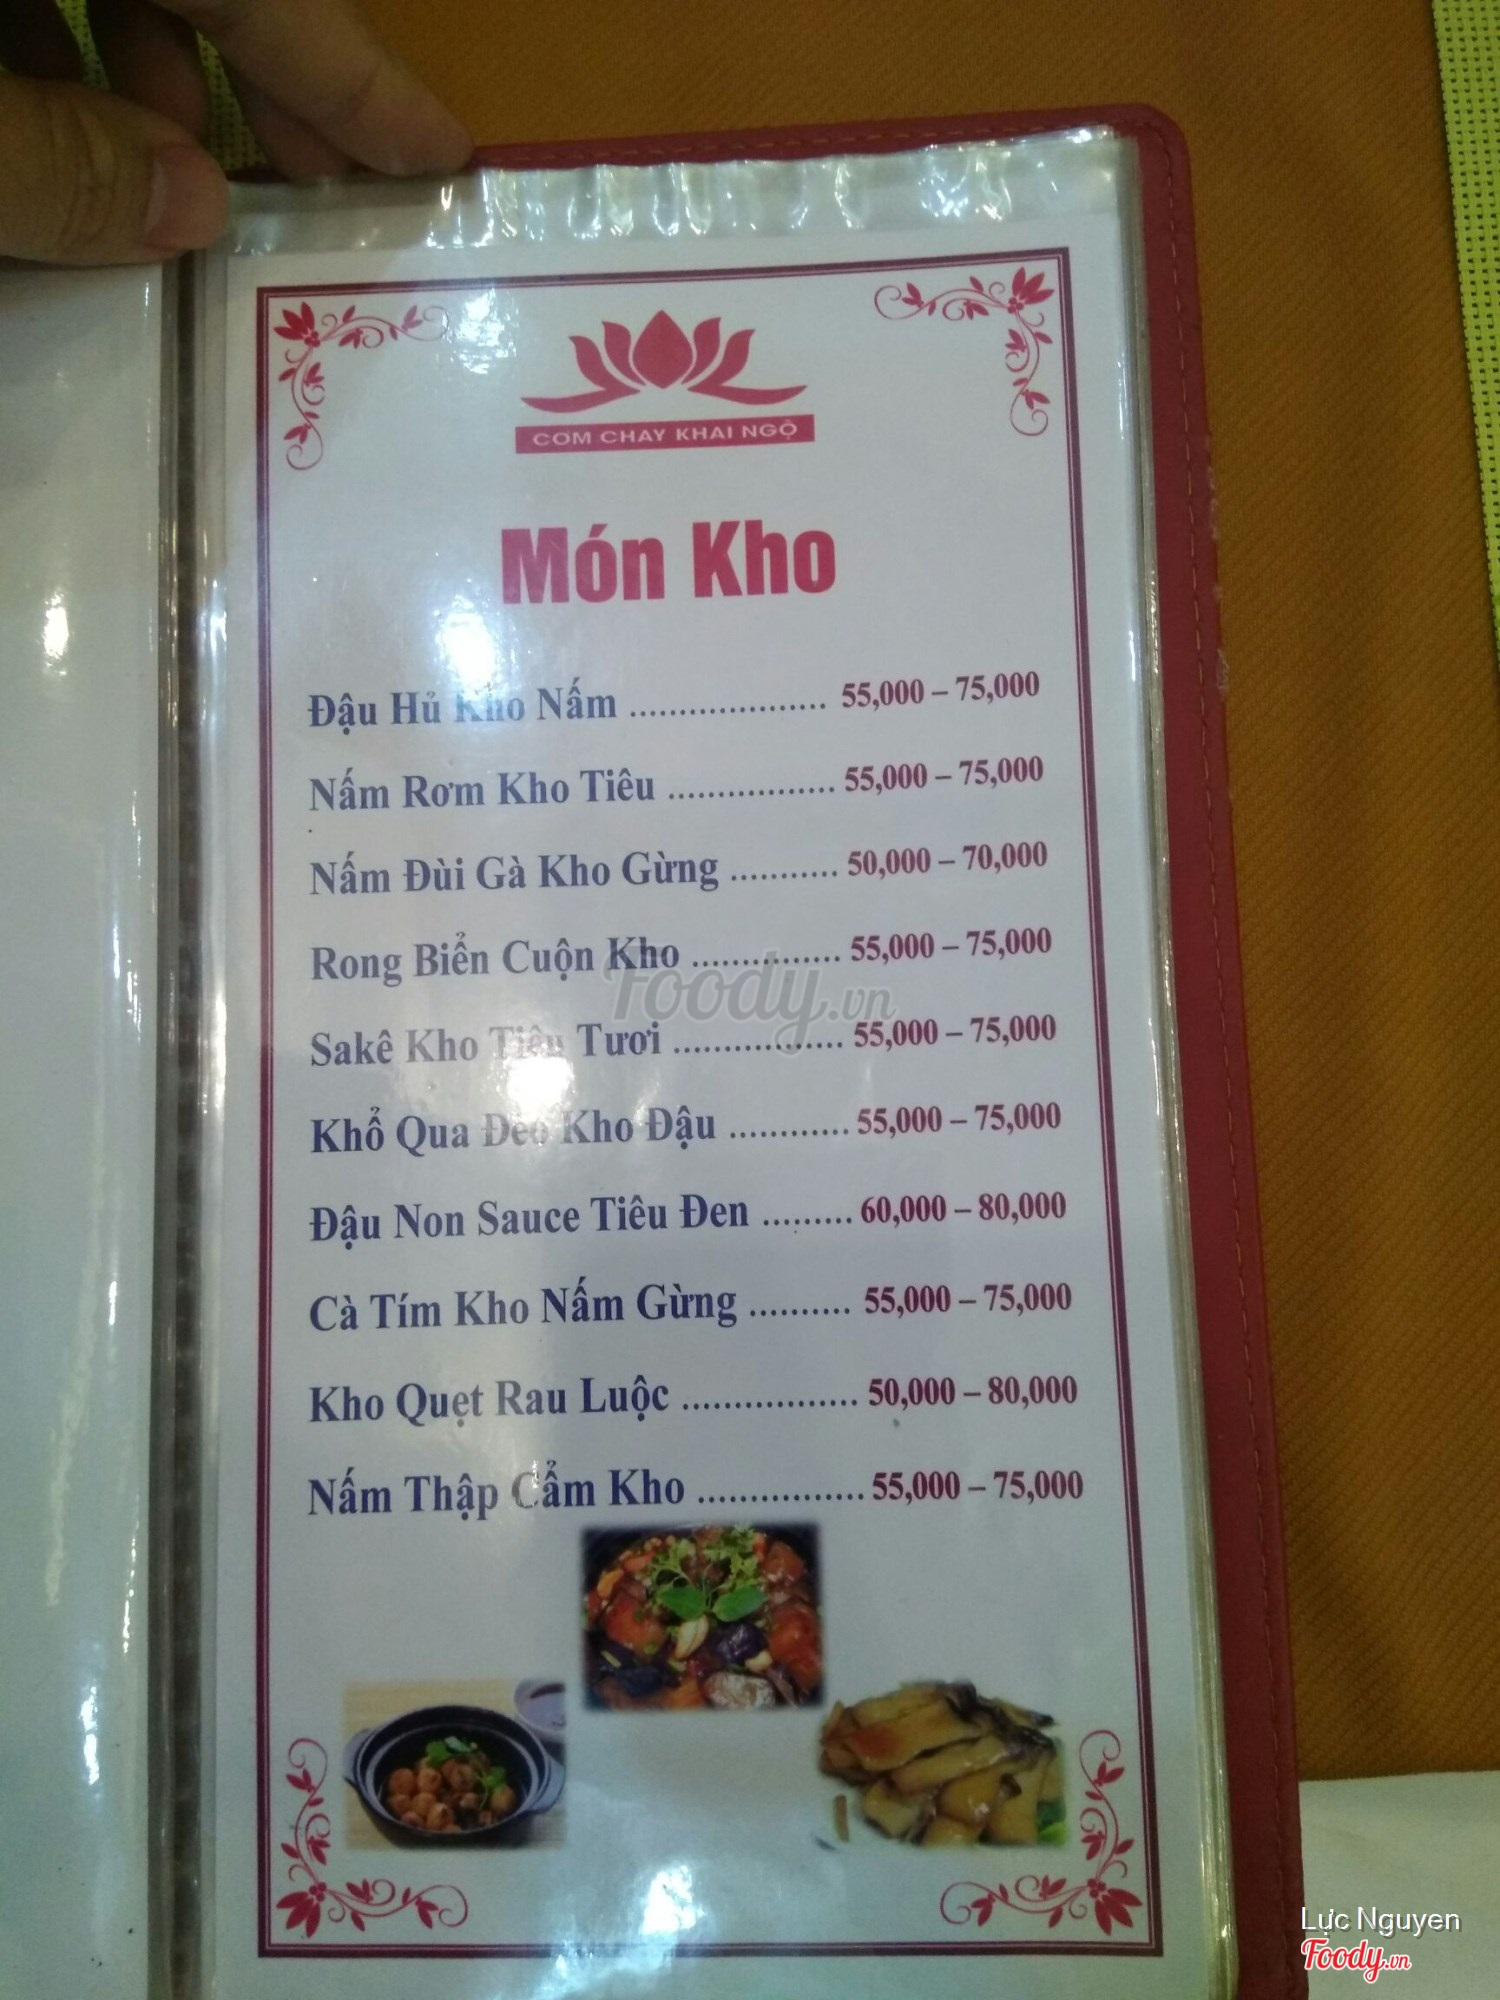 CƠM CHAY KHAI NGỘ
Món Kho
Đậu Hủ Kho Nấm .................... 55,000 – 75,000
Nấm Rơm Kho Tiêu ................. 55,000 – 75,000
Nấm Đùi Gà Kho Gừng ........... 50,000 – 70,000
Rong Biển Cuộn Kho ............... 55,000 – 75,000
Sakê Kho Tiêu Tươi ................. 55,000 – 75,000
Khổ Qua Đèo Kho Đậu ............ 55,000 – 75,000
Đậu Non Sauce Tiêu Đen ......... 60,000 – 80,000
Cà Tím Kho Nấm Gừng .......... 55,000 – 75,000
Kho Quẹt Rau Luộc .................. 50,000 – 80,000
Nấm Thập Cẩm Kho ................. 55,000 – 75,000
Foody.vn
Lực Nguyen
Foody.vn